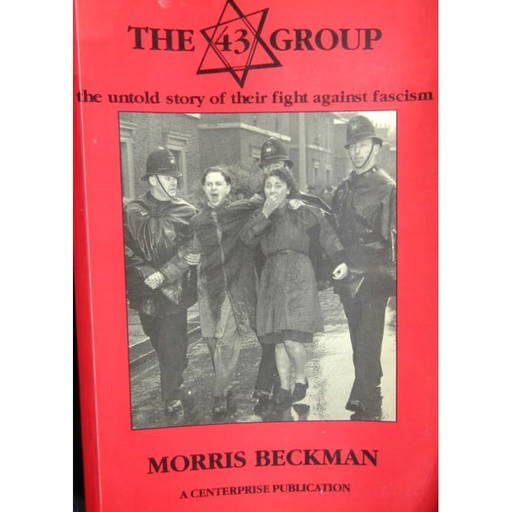 THE 43 GROUP
the untold story of their fight against fascism
MORRIS BECKMAN
A CENTERPRISE PUBLICATION